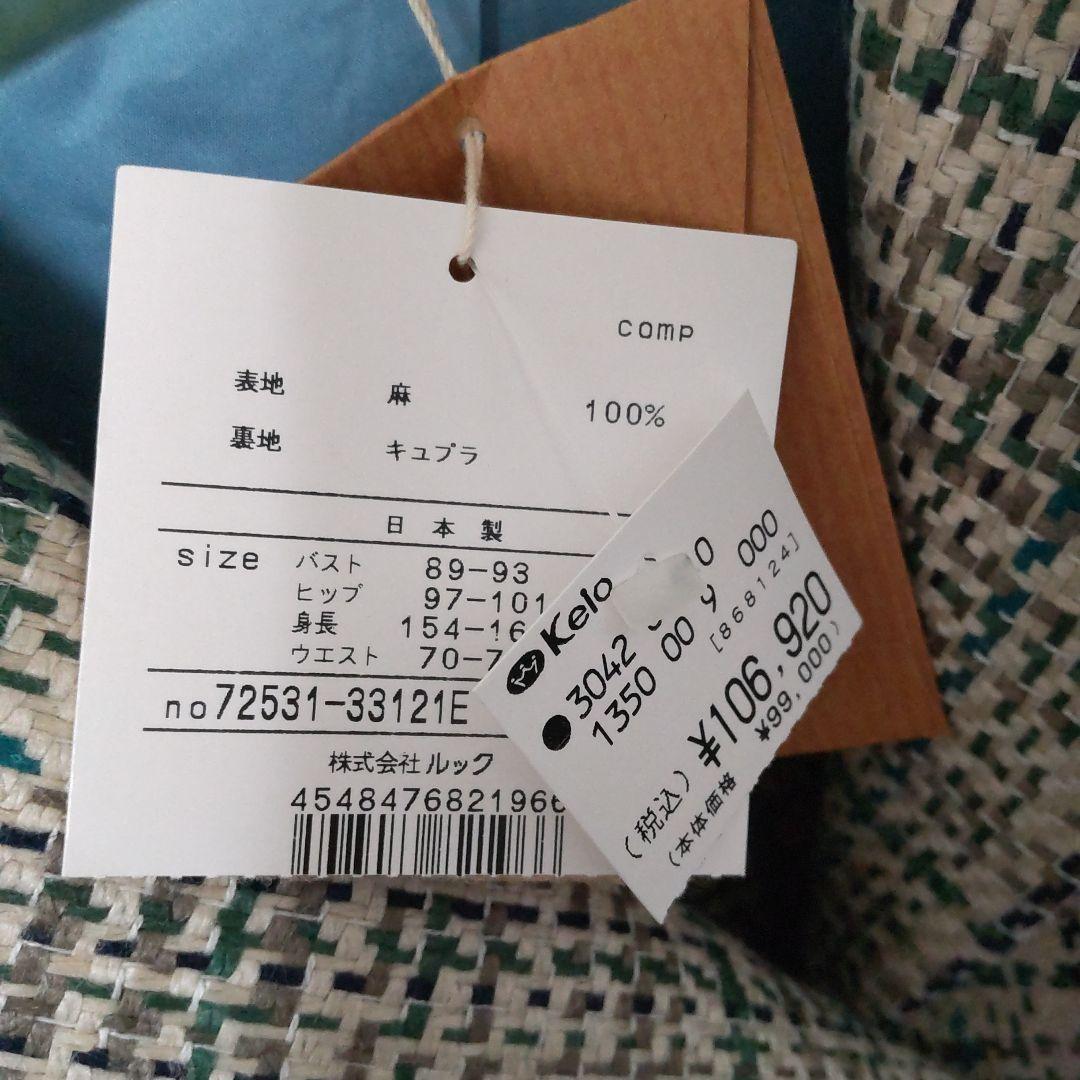 comp
表地 麻 100%
裏地 キュプラ
日本製
size バスト 89-93
ヒップ 97-101
身長 154-16
ウエスト 70-7
no72531-33121E
株式会社 ルック
4548476821966
Kelo
3042 0
1350 00 9 000
[868124]
(税込) ¥106,920
(本体価格 ¥99,000)